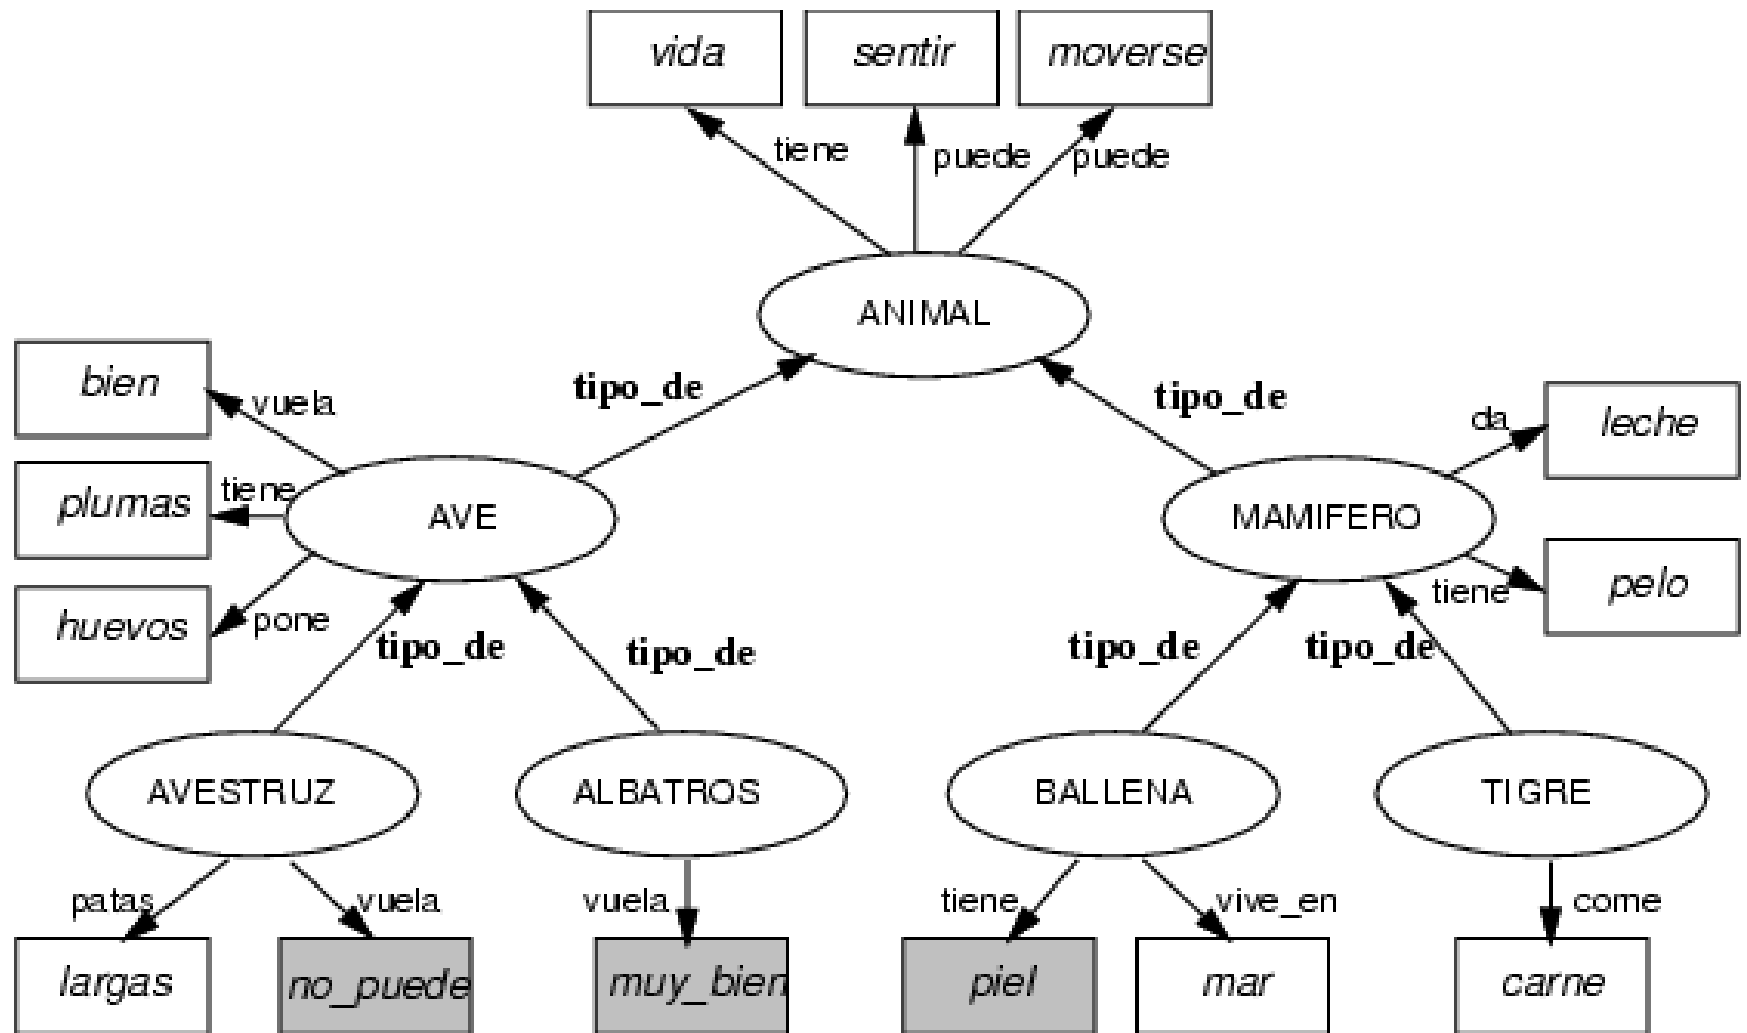 vida sentir moverse
tiene puede puede
ANIMAL
bien vuela tipo_de tipo_de da leche
plumas tiene AVE MAMIFERO
huevos pone tiene pelo
tipo_de tipo_de tipo_de tipo_de
AVESTRUZ ALBATROS BALLENA TIGRE
patas vuela vuela tiene vive_en come
largas no_puede muy_bien piel mar carne